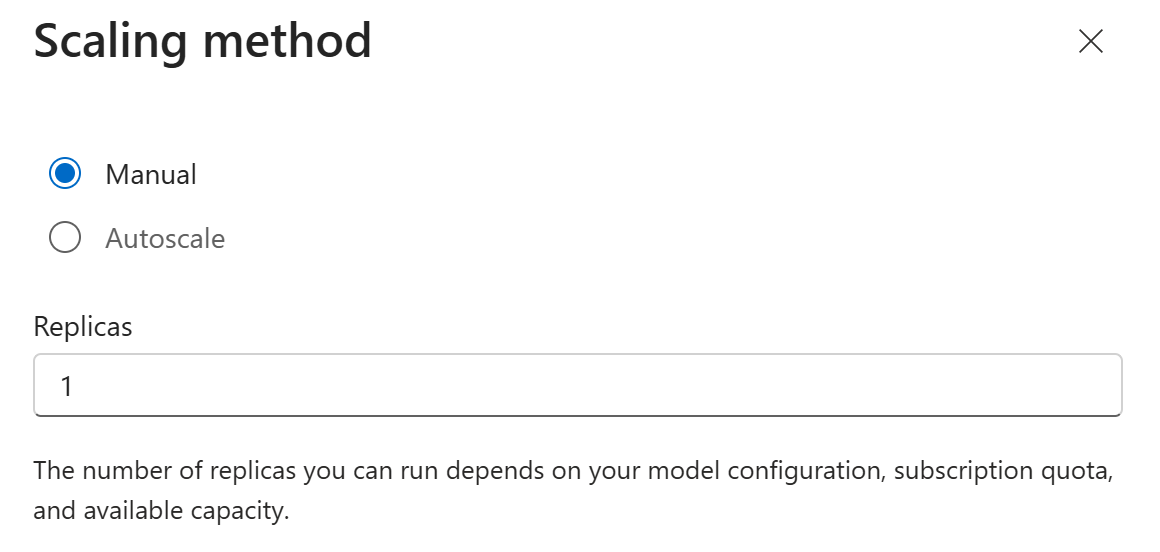 Scaling method
Manual
Autoscale
Replicas
1
The number of replicas you can run depends on your model configuration, subscription quota,
and available capacity.